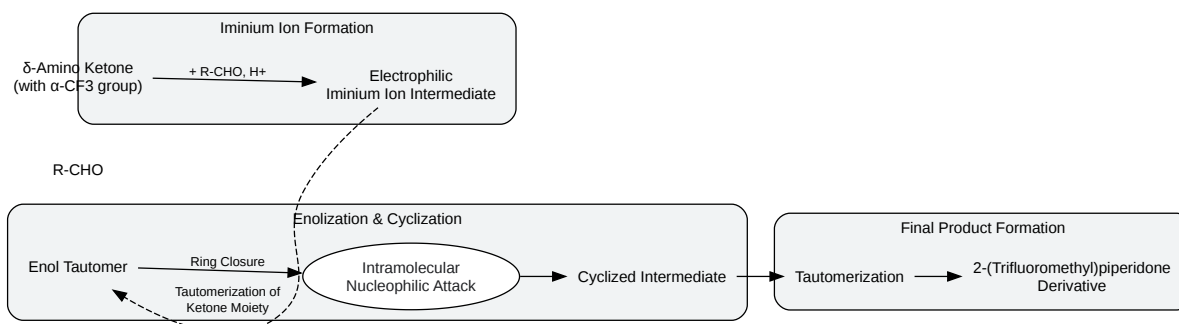 Iminium Ion Formation
δ-Amino Ketone
(with α-CF3 group)
+ R-CHO, H+
Electrophilic
Iminium Ion Intermediate
R-CHO
Enolization & Cyclization
Enol Tautomer
Ring Closure
Intramolecular
Nucleophilic Attack
Cyclized Intermediate
Tautomerization of
Ketone Moiety
Final Product Formation
Tautomerization
2-(Trifluoromethyl)piperidone
Derivative